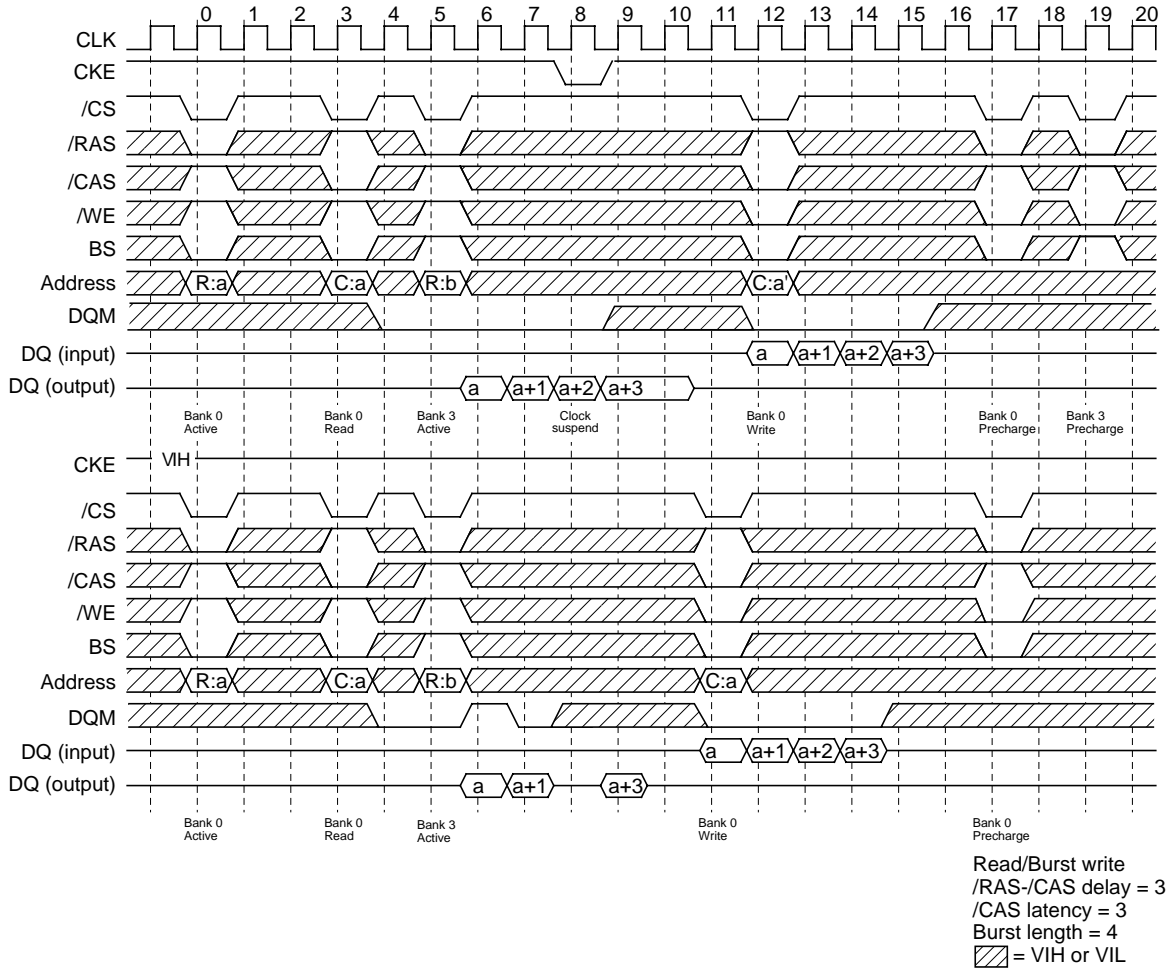 0 1 2 3 4 5 6 7 8 9 10 11 12 13 14 15 16 17 18 19 20
CLK
CKE
/CS
/RAS
/CAS
/WE
BS
Address R:a C:a R:b C:a'
DQM
DQ (input) a a+1 a+2 a+3
DQ (output) a a+1 a+2 a+3
Bank 0 Bank 0 Bank 3 Clock Bank 0 Bank 0 Bank 3
Active Read Active suspend Write Precharge Precharge
CKE VIH
/CS
/RAS
/CAS
/WE
BS
Address R:a C:a R:b C:a
DQM
DQ (input) a a+1 a+2 a+3
DQ (output) a a+1 a+3
Bank 0 Bank 0 Bank 3 Bank 0 Bank 0
Active Read Active Write Precharge
Read/Burst write
/RAS-/CAS delay = 3
/CAS latency = 3
Burst length = 4
= VIH or VIL